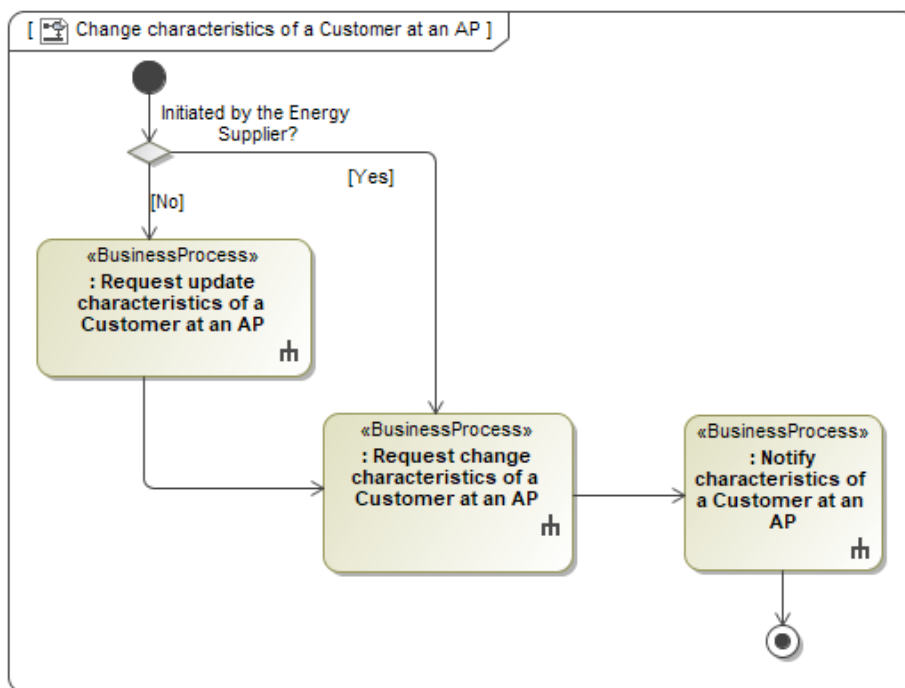 [ Change characteristics of a Customer at an AP ]
Initiated by the Energy
Supplier?
[Yes]
[No]
«BusinessProcess»
: Request update
characteristics of a
Customer at an AP
«BusinessProcess»
: Request change
characteristics of a
Customer at an AP
«BusinessProcess»
: Notify
characteristics of
a Customer at an
AP